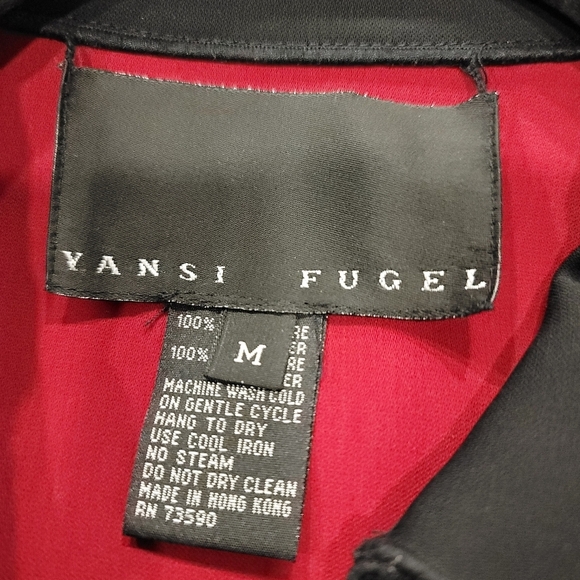 YANSI FUGEL
100%
100%
M
MACHINE WASH COLD
ON GENTLE CYCLE
HANG TO DRY
USE COOL IRON
NO STEAM
DO NOT DRY CLEAN
MADE IN HONG KONG
RN 73590